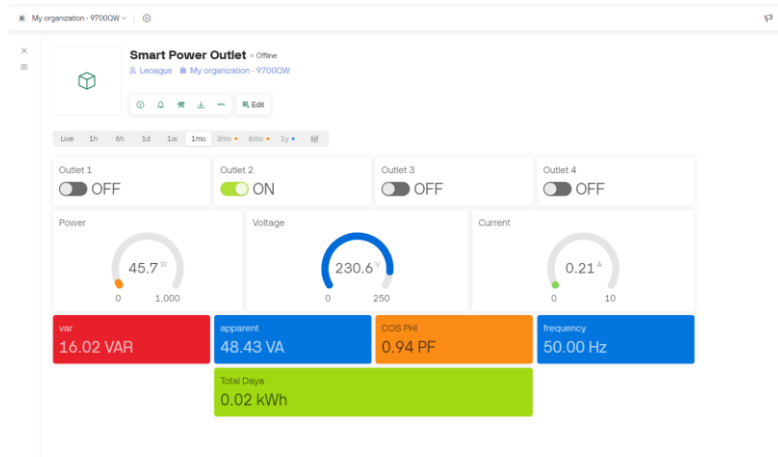 My organization - 9700QW
Smart Power Outlet Offline
Leoagus My organization - 9700QW
Edit
Live 1h 6h 1d 1w 1mo 3mo 6mo 1y
Outlet 1 Outlet 2 Outlet 3 Outlet 4
OFF ON OFF OFF
Power Voltage Current
45.7 W 230.6 V 0.21 A
0 1,000 0 250 0 10
var apparent COS PHI frequency
16.02 VAR 48.43 VA 0.94 PF 50.00 Hz
Total Daya
0.02 kWh